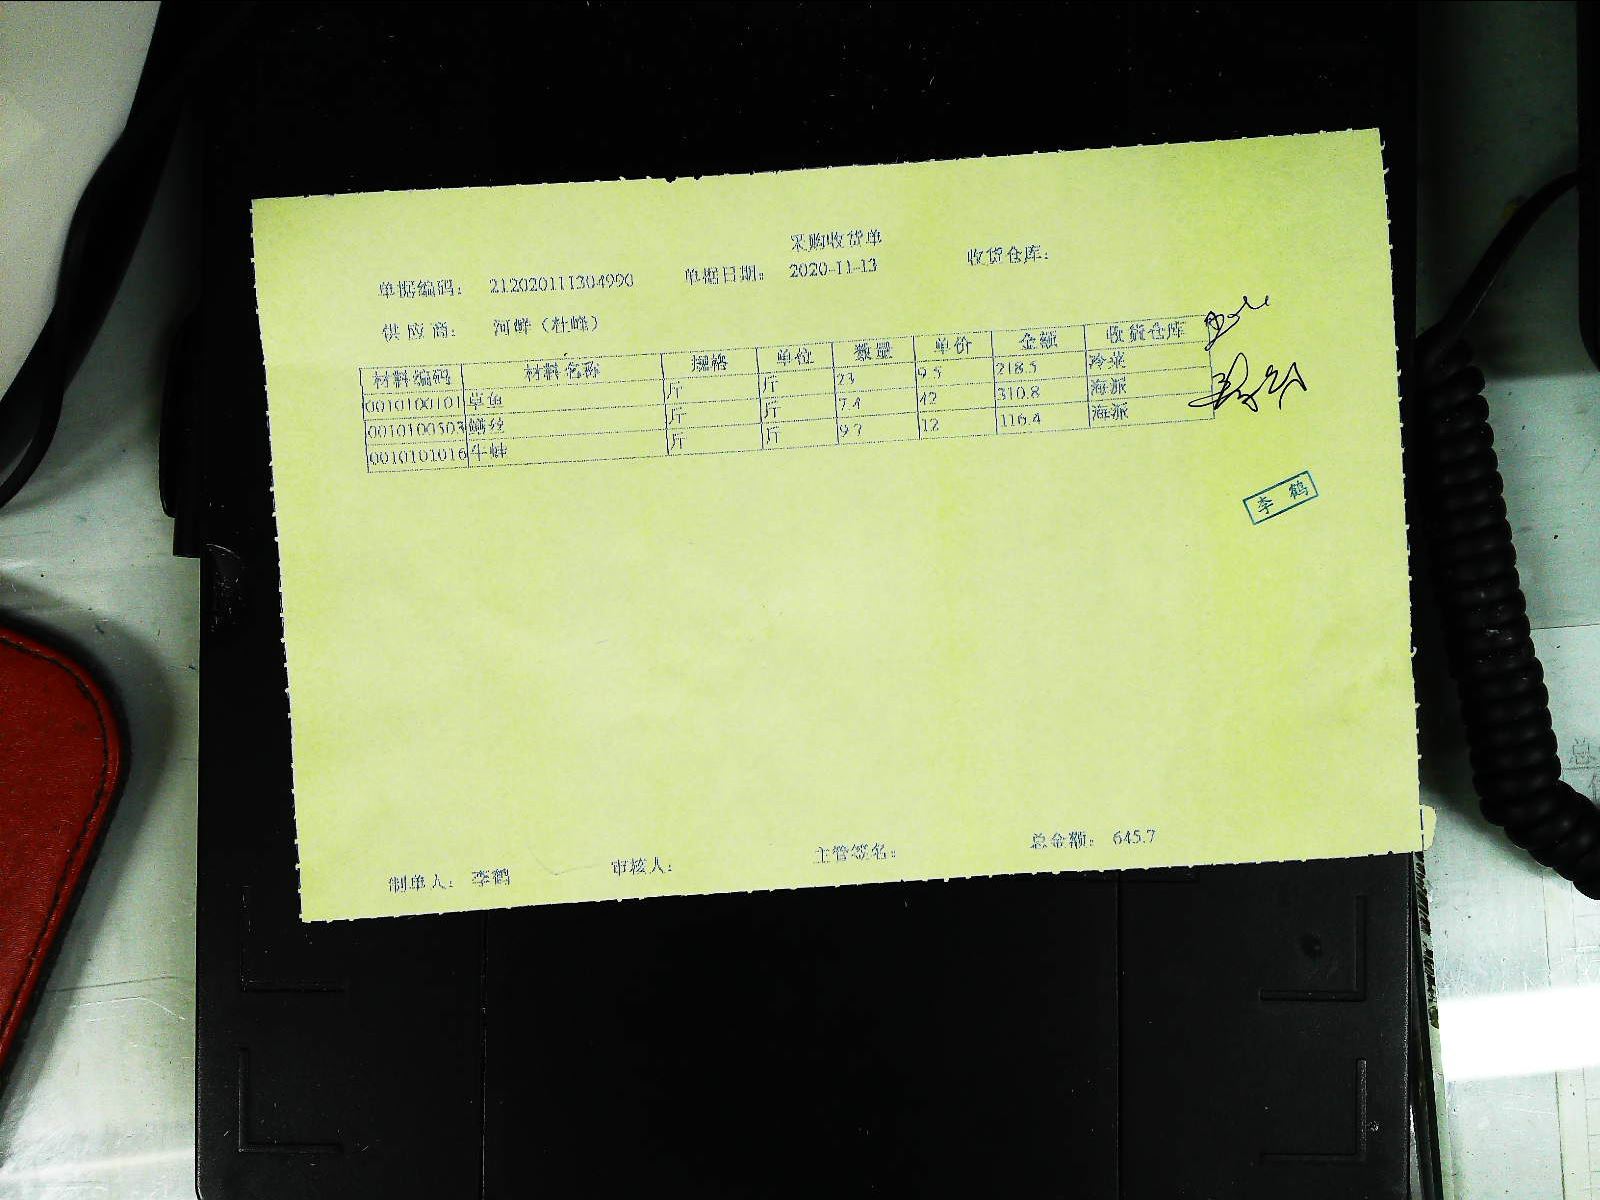 采购收货单
单据编码： 212020111304990 单据日期： 2020-11-13 收货仓库：
供应商： 河鲜（杜峰）
材料编码 材料名称 规格 单位 数量 单价 金额 收货仓库
0010100101 草鱼 斤 斤 23 9.5 218.5 冷菜
0010100503 鳝丝 斤 斤 7.4 42 310.8 海派
0010101016 牛蛙 斤 斤 9.7 12 116.4 海派
李鹤
制单人： 李鹤 审核人： 主管签名： 总金额： 645.7